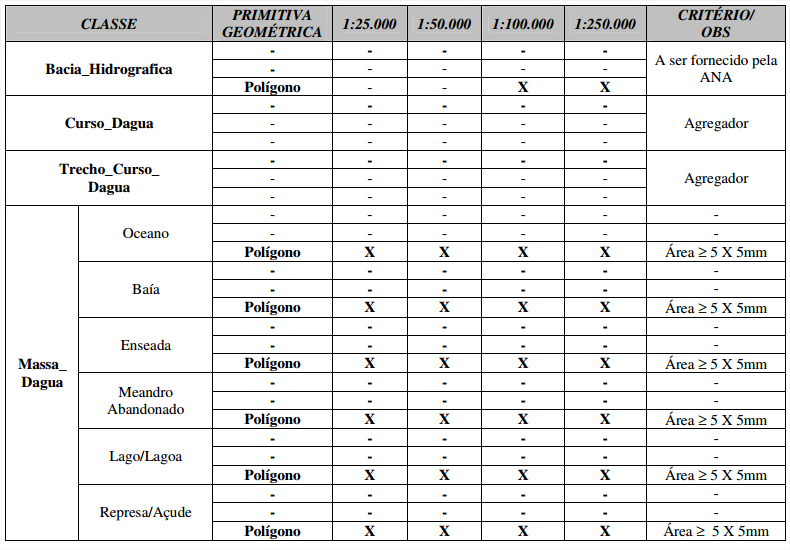 CLASSE PRIMITIVA GEOMÉTRICA 1:25.000 1:50.000 1:100.000 1:250.000 CRITÉRIO/ OBS
- - - - -
Bacia_Hidrografica - - - - - A ser fornecido pela ANA
Polígono - - X X
- - - - -
Curso_Dagua - - - - - Agregador
- - - - -
- - - - -
Trecho_Curso_ Dagua - - - - - Agregador
- - - - -
Massa_ Dagua
- - - - - -
Oceano - - - - - -
Polígono X X X X Área ≥ 5 X 5mm
- - - - - -
Baía - - - - - -
Polígono X X X X Área ≥ 5 X 5mm
- - - - - -
Enseada - - - - - -
Polígono X X X X Área ≥ 5 X 5mm
- - - - - -
Meandro Abandonado - - - - - -
Polígono X X X X Área ≥ 5 X 5mm
- - - - - -
Lago/Lagoa - - - - - -
Polígono X X X X Área ≥ 5 X 5mm
- - - - - -
Represa/Açude - - - - - -
Polígono X X X X Área ≥ 5 X 5mm